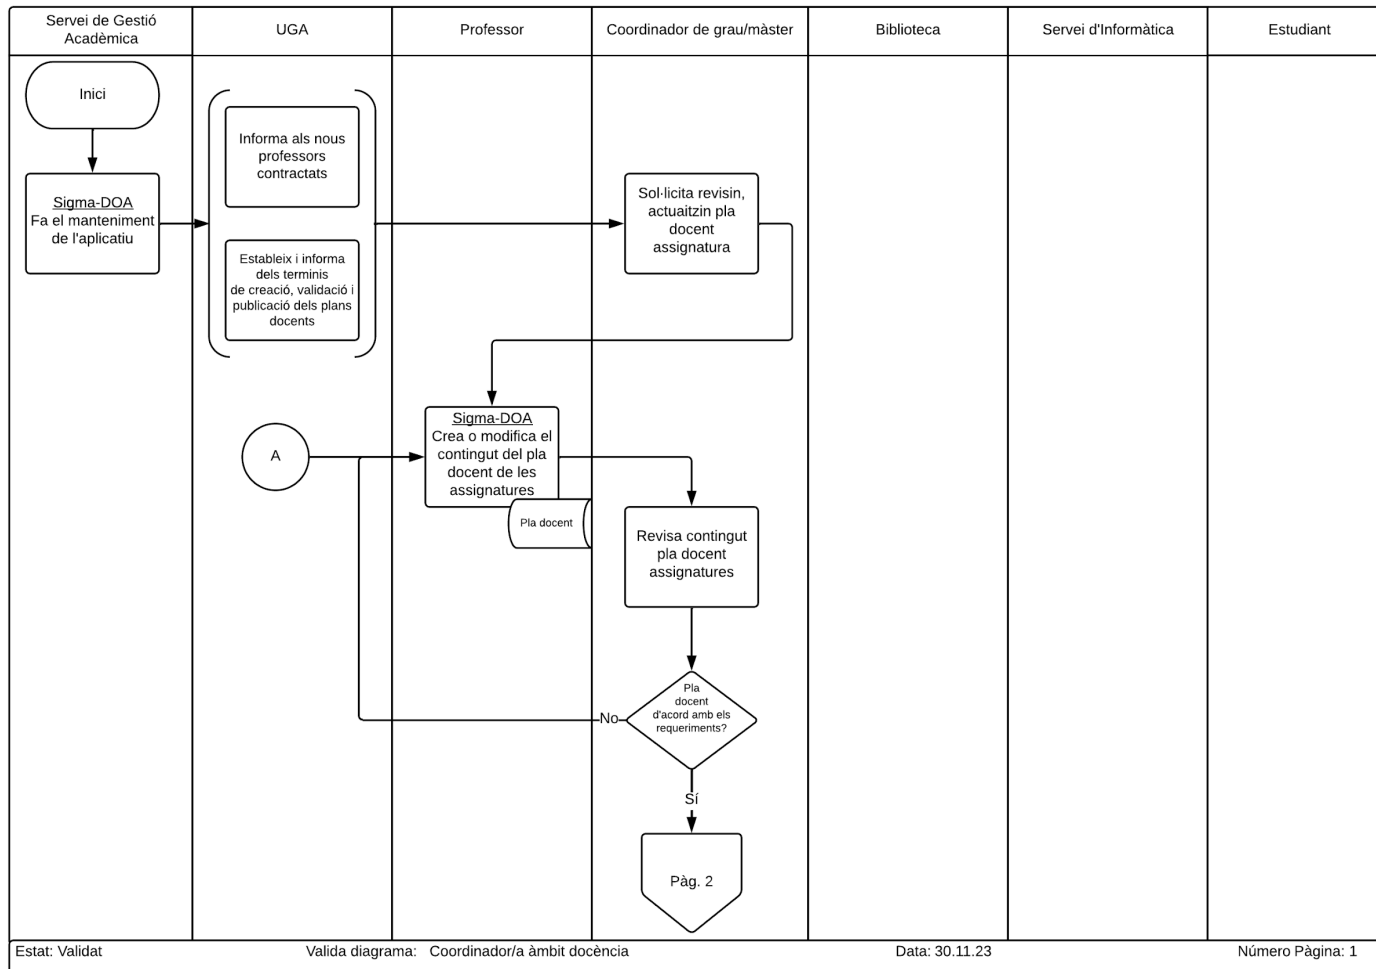 Servei de Gestió
Acadèmica
UGA
Professor
Coordinador de grau/màster
Biblioteca
Servei d'Informàtica
Estudiant
Inici
Sigma-DOA
Fa el manteniment
de l'aplicatiu
Informa als nous
professors
contractats
Estableix i informa
dels terminis
de creació, validació i
publicació dels plans
docents
Sol·licita revisin,
actuaitzin pla
docent
assignatura
A
Sigma-DOA
Crea o modifica el
contingut del pla
docent de les
assignatures
Pla docent
Revisa contingut
pla docent
assignatures
Pla
docent
d'acord amb els
requeriments?
No
Sí
Pàg. 2
Estat: Validat
Valida diagrama: Coordinador/a àmbit docència
Data: 30.11.23
Número Pàgina: 1